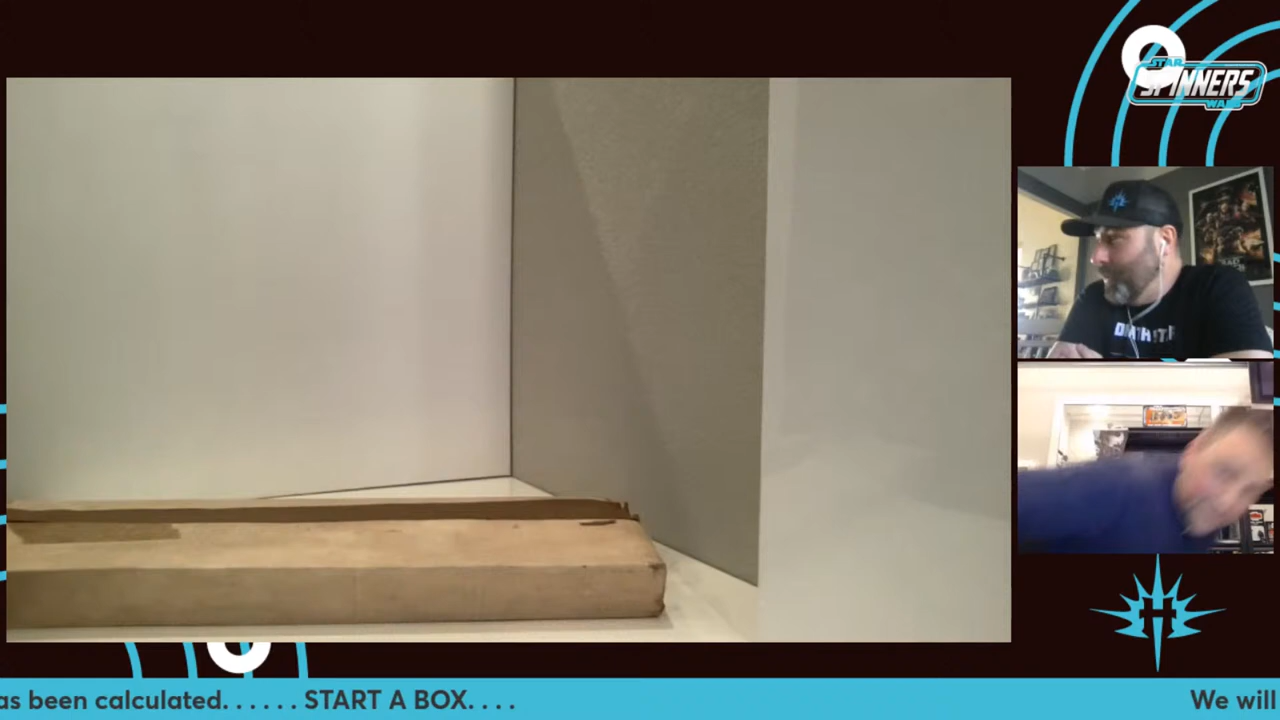 STAR
SPINNERS
WARS
as been calculated. . . . . . START A BOX. . . . We will